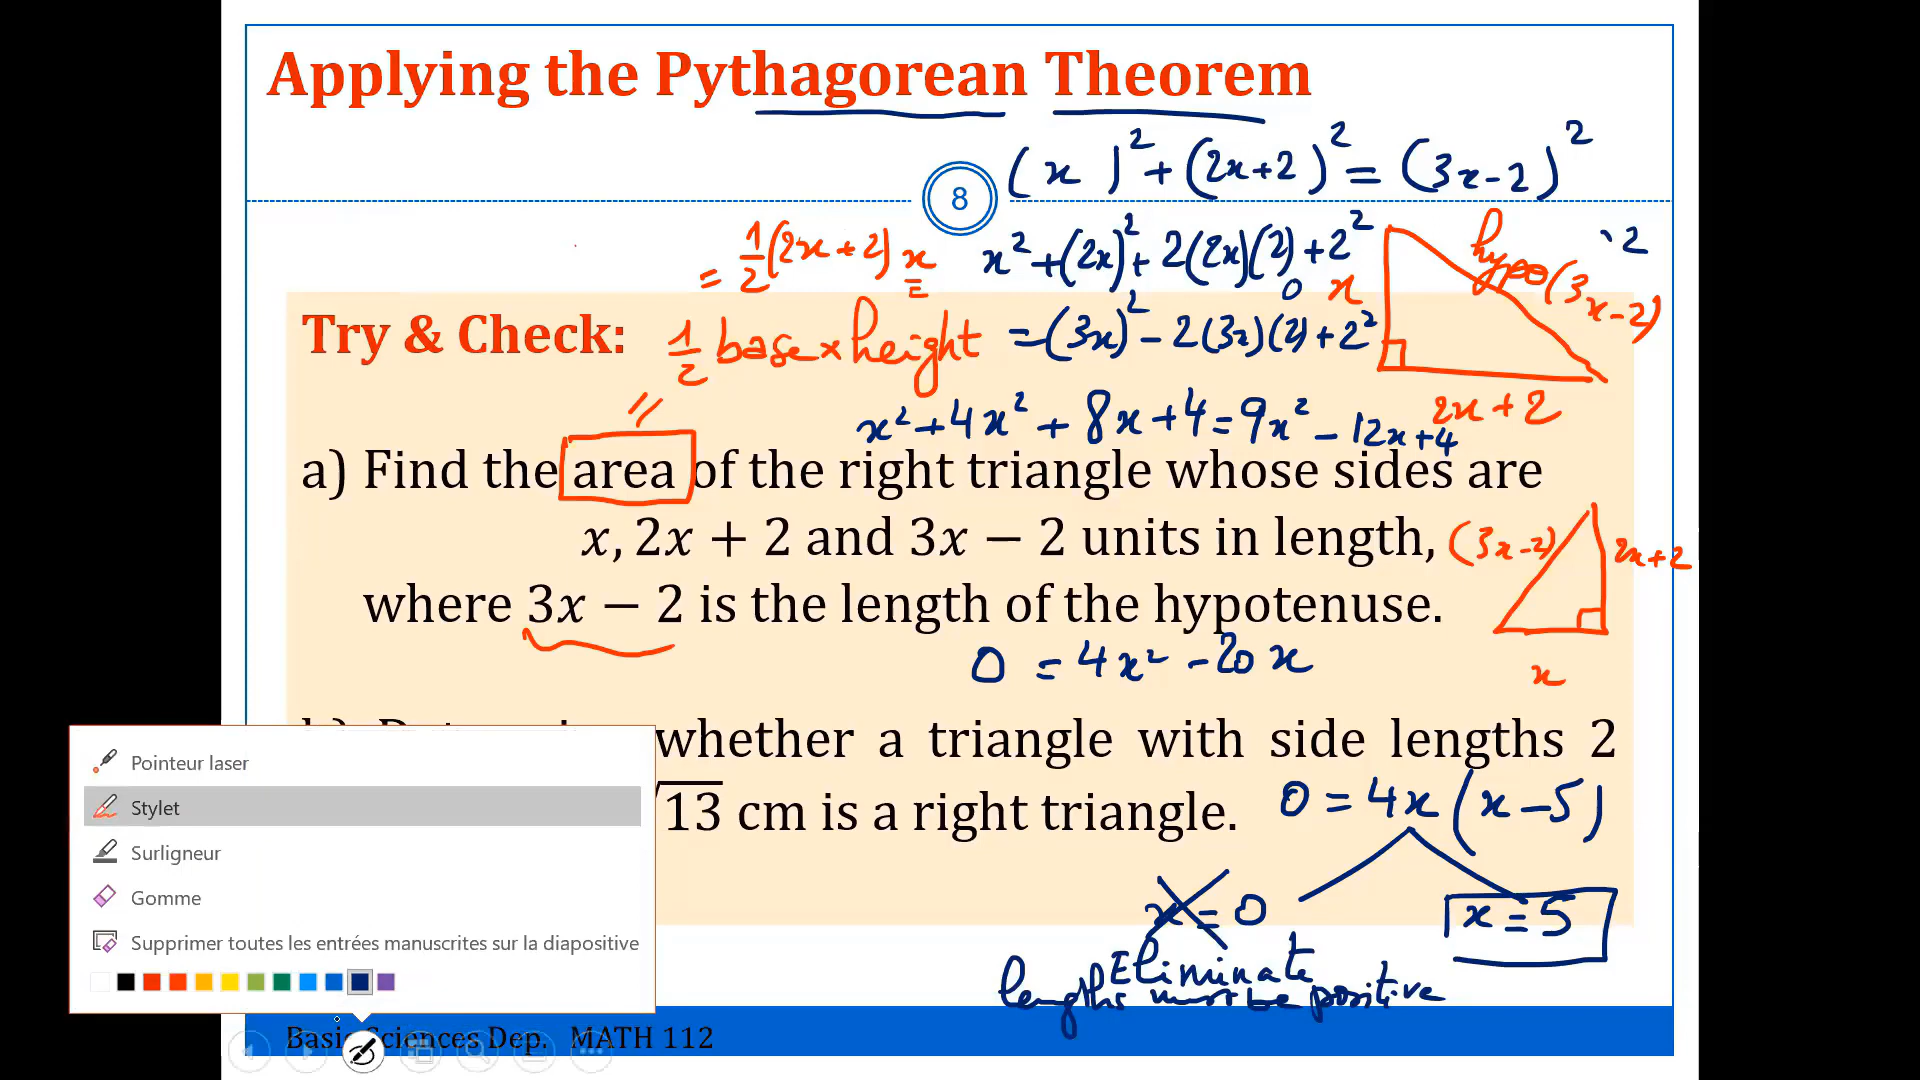 Applying the Pythagorean Theorem
(x)² + (2x+2)² = (3x-2)²
8
= 1/2 (2x+2) x
x² + (2x)² + 2(2x)(2) + 2²
hypo (3x-2)
2
x
Try & Check:
1/2 base × height
= (3x)² - 2(3x)(2) + 2²
2x+2
x² + 4x² + 8x + 4 = 9x² - 12x + 4
a) Find the area of the right triangle whose sides are
x, 2x + 2 and 3x − 2 units in length,
(3x-2)
2x+2
where 3x − 2 is the length of the hypotenuse.
0 = 4x² - 20x
x
whether a triangle with side lengths 2
√13 cm is a right triangle.
0 = 4x (x-5)
x = 0
x = 5
Eliminate
lengths must be positive
Pointeur laser
Stylet
Surligneur
Gomme
Supprimer toutes les entrées manuscrites sur la diapositive
Basic Sciences Dep. MATH 112